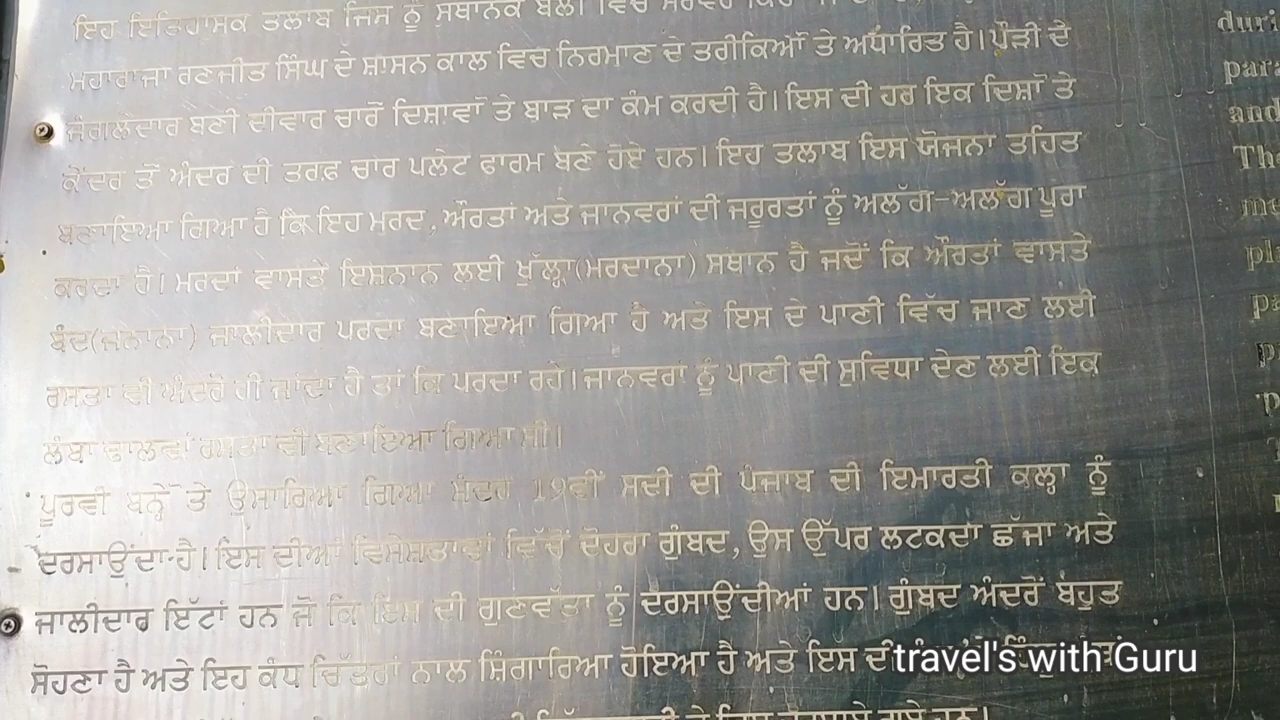 ਇਹ ਇਤਿਹਾਸਕ ਤਲਾਬ ਜਿਸ ਨੂੰ ਸਥਾਨਕ ਬੋਲੀ ਵਿੱਚ
ਮਹਾਰਾਜਾ ਰਣਜੀਤ ਸਿੰਘ ਦੇ ਸ਼ਾਸਨ ਕਾਲ ਵਿਚ ਨਿਰਮਾਣ ਦੇ ਤਰੀਕਿਆਂ ਤੇ ਅਧਾਰਿਤ ਹੈ। ਪੌੜੀ ਦੇ
ਜੰਗਲੇਦਾਰ ਬਣੀ ਦੀਵਾਰ ਚਾਰੋਂ ਦਿਸ਼ਾਵਾਂ ਤੇ ਬਾੜ ਦਾ ਕੰਮ ਕਰਦੀ ਹੈ। ਇਸ ਦੀ ਹਰ ਇਕ ਦਿਸ਼ਾਂ ਤੇ
ਕੇਂਦਰ ਤੋਂ ਅੰਦਰ ਦੀ ਤਰਫ਼ ਚਾਰ ਪਲੇਟ ਫਾਰਮ ਬਣੇ ਹੋਏ ਹਨ। ਇਹ ਤਲਾਬ ਇਸ ਯੋਜਨਾ ਤਹਿਤ
ਬਣਾਇਆ ਗਿਆ ਹੈ ਕਿ ਇਹ ਮਰਦ, ਔਰਤਾਂ ਅਤੇ ਜਾਨਵਰਾਂ ਦੀ ਜਰੂਰਤਾਂ ਨੂੰ ਅਲੱਗ-ਅਲੱਗ ਪੂਰਾ
ਕਰਦਾ ਹੈ। ਮਰਦਾਂ ਵਾਸਤੇ ਇਸ਼ਨਾਨ ਲਈ ਖੁੱਲ੍ਹਾ(ਮਰਦਾਨਾ) ਸਥਾਨ ਹੈ ਜਦੋਂ ਕਿ ਔਰਤਾਂ ਵਾਸਤੇ
ਬੰਦ(ਜਨਾਨਾ) ਜਾਲੀਦਾਰ ਪਰਦਾ ਬਣਾਇਆ ਗਿਆ ਹੈ ਅਤੇ ਇਸ ਦੇ ਪਾਣੀ ਵਿੱਚ ਜਾਣ ਲਈ
ਰਸਤਾ ਵੀ ਅੰਦਰੋਂ ਹੀ ਜਾਂਦਾ ਹੈ ਤਾਂ ਕਿ ਪਰਦਾ ਰਹੇ। ਜਾਨਵਰਾਂ ਨੂੰ ਪਾਣੀ ਦੀ ਸੁਵਿਧਾ ਦੇਣ ਲਈ ਇਕ
ਲੰਬਾ ਢਾਲਵਾਂ ਰਸਤਾ ਵੀ ਬਣਾਇਆ ਗਿਆ ਸੀ।
ਪੂਰਵੀ ਬਨ੍ਹੇਂ ਤੇ ਉਸਾਰਿਆ ਗਿਆ ਮੰਦਰ 19ਵੀਂ ਸਦੀ ਦੀ ਪੰਜਾਬ ਦੀ ਇਮਾਰਤੀ ਕਲ੍ਹਾ ਨੂੰ
ਦਰਸਾਉਂਦਾ ਹੈ। ਇਸ ਦੀਆਂ ਵਿਸ਼ੇਸ਼ਤਾਵਾਂ ਵਿੱਚੋਂ ਦੋਹਰਾ ਗੁੰਬਦ, ਉਸ ਉੱਪਰ ਲਟਕਦਾ ਛੱਜਾ ਅਤੇ
ਜਾਲੀਦਾਰ ਇੱਟਾਂ ਹਨ ਜੋ ਕਿ ਇਸ ਦੀ ਗੁਣਵੱਤਾ ਨੂੰ ਦਰਸਾਉਂਦੀਆਂ ਹਨ। ਗੁੰਬਦ ਅੰਦਰੋਂ ਬਹੁਤ
ਸੋਹਣਾ ਹੈ ਅਤੇ ਇਹ ਕੰਧ ਚਿੱਤਰਾਂ ਨਾਲ ਸ਼ਿੰਗਾਰਿਆ ਹੋਇਆ ਹੈ ਅਤੇ ਇਸ ਦੀ
travel's with Guru
and